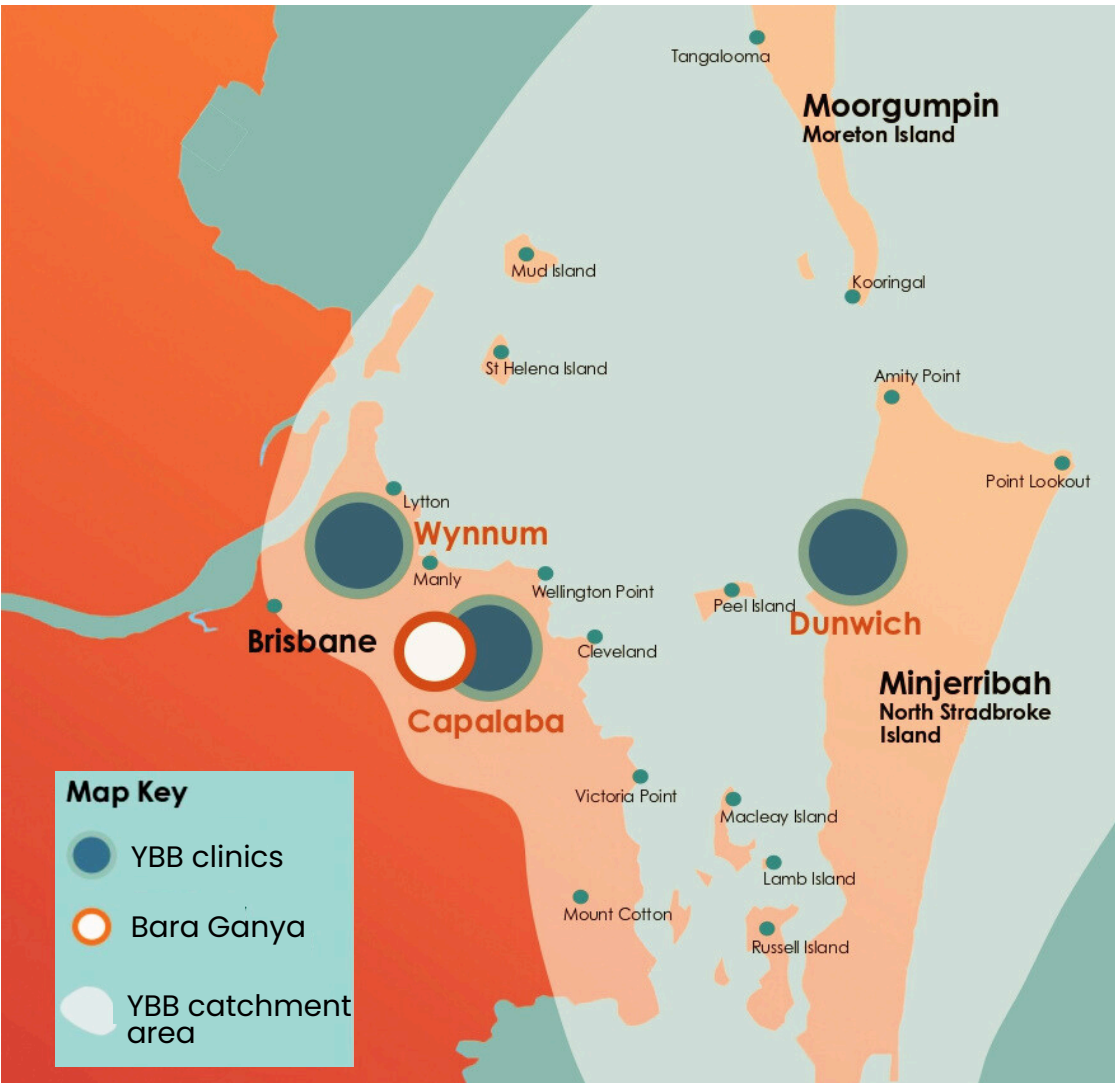 Tangalooma
Moorgumpin
Moreton Island
Mud Island
Kooringal
St Helena Island
Amity Point
Point Lookout
Lytton
Wynnum
Manly
Wellington Point
Peel Island
Dunwich
Brisbane
Cleveland
Capalaba
Minjerribah
North Stradbroke
Island
Victoria Point
Macleay Island
Lamb Island
Mount Cotton
Russell Island
Map Key
YBB clinics
Bara Ganya
YBB catchment
area